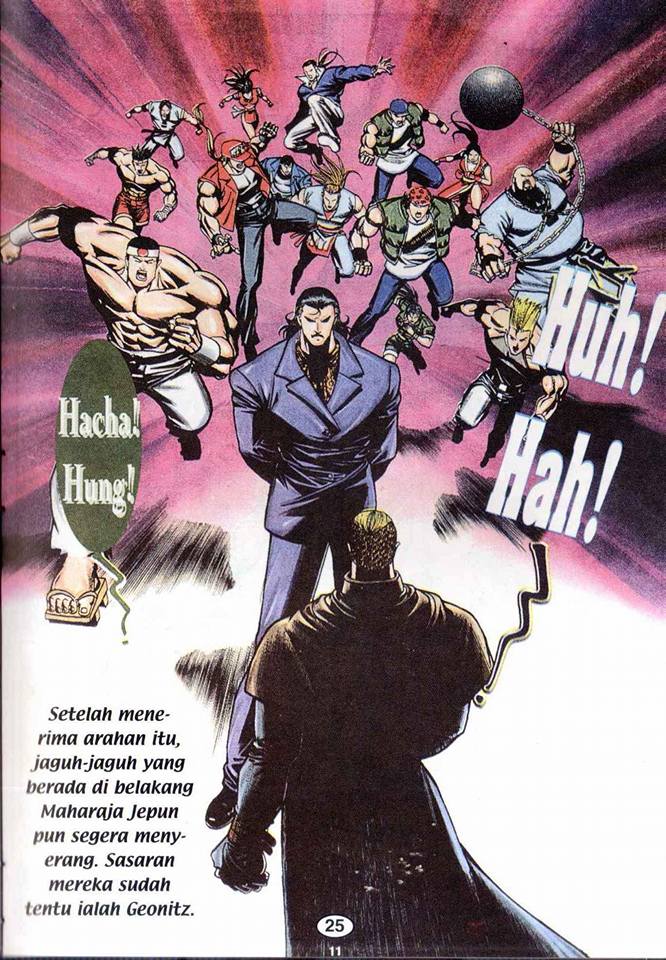 Huh!
Hah!
Hacha!
Hung!
Setelah mene-
rima arahan itu,
jaguh-jaguh yang
berada di belakang
Maharaja Jepun
pun segera meny-
erang. Sasaran
mereka sudah
tentu ialah Geonitz.
25
11